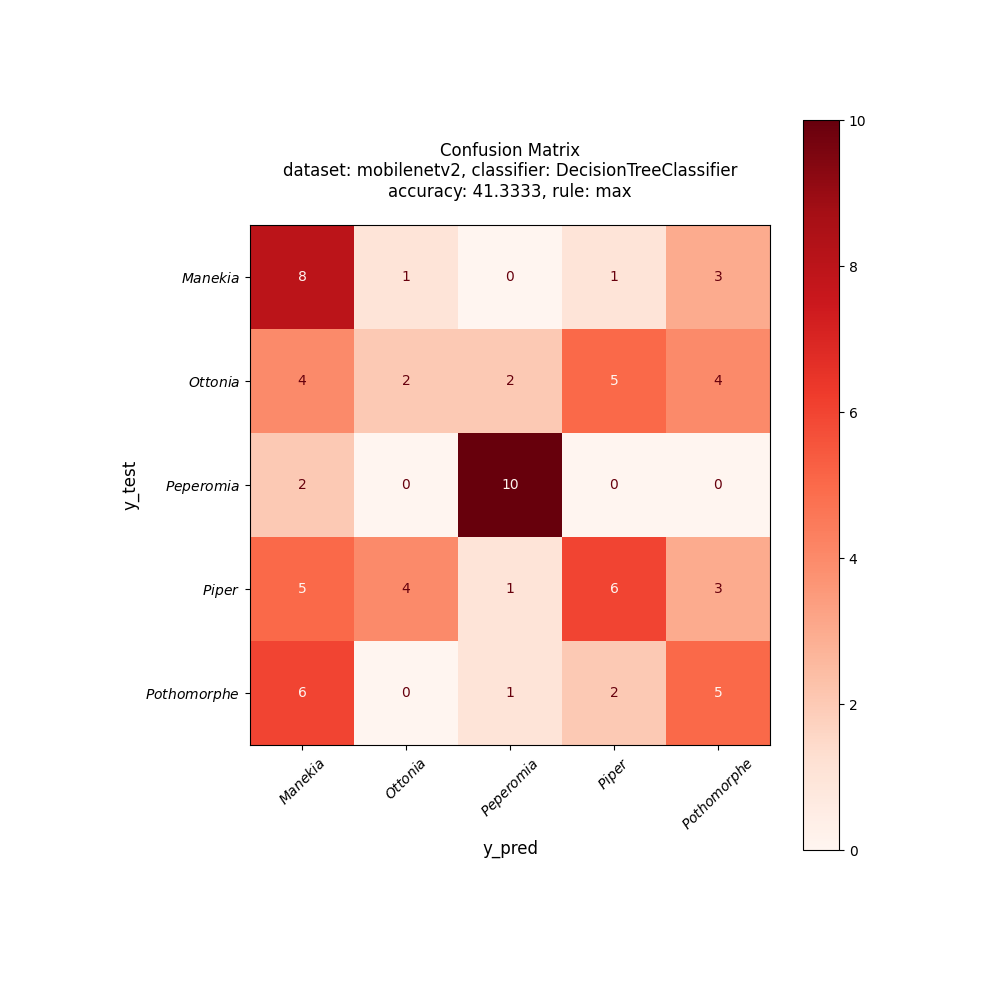 Confusion Matrix
dataset: mobilenetv2, classifier: DecisionTreeClassifier
accuracy: 41.3333, rule: max
10
8
6
4
2
0
Manekia 8 1 0 1 3
Ottonia 4 2 2 5 4
Peperomia 2 0 10 0 0
Piper 5 4 1 6 3
Pothomorphe 6 0 1 2 5
y_test
Manekia Ottonia Peperomia Piper Pothomorphe
y_pred